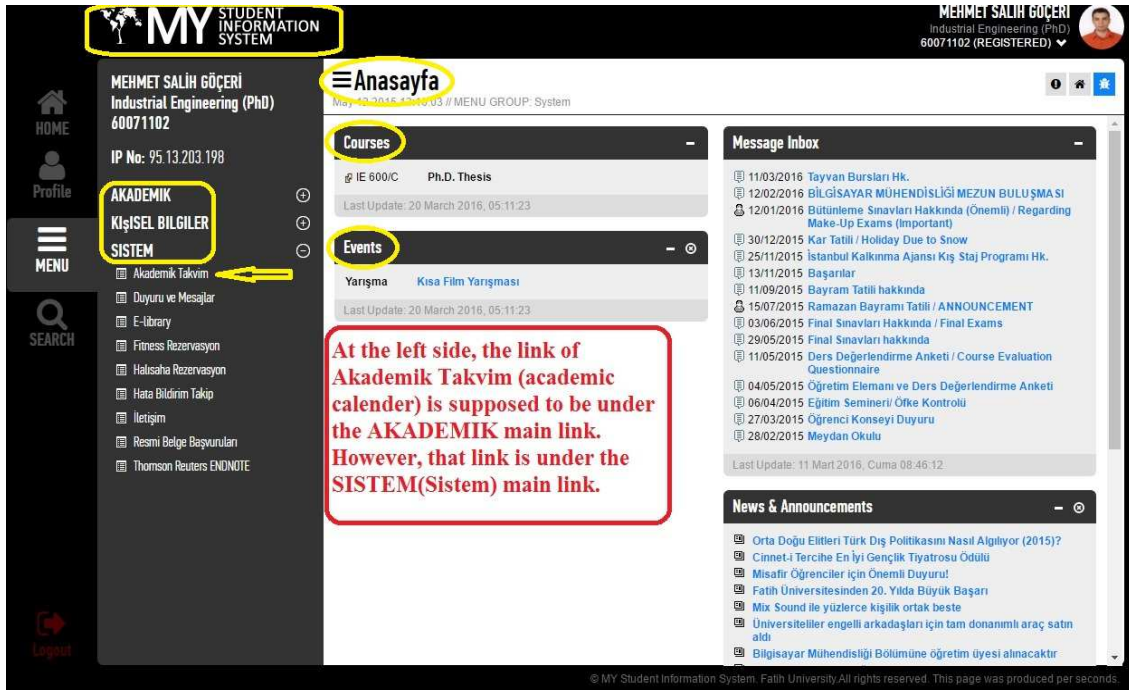 MY STUDENT
INFORMATION
SYSTEM
MEHMET SALİH GÖÇERİ
Industrial Engineering (PhD)
60071102 (REGISTERED)
HOME
Profile
MENU
SEARCH
Logout
MEHMET SALİH GÖÇERİ
Industrial Engineering (PhD)
60071102
IP No: 95.13.203.198
AKADEMIK
KIŞISEL BILGILER
SISTEM
Akademik Takvim
Duyuru ve Mesajlar
E-library
Fitness Rezervasyon
Halısaha Rezervasyon
Hata Bildirim Takip
İletişim
Resmi Belge Başvuruları
Thomson Reuters ENDNOTE
Anasayfa
// MENU GROUP: System
Courses
IE 600/C Ph.D. Thesis
Last Update: 20 March 2016, 05:11:23
Events
Yarışma Kısa Film Yarışması
Last Update: 20 March 2016, 05:11:23
At the left side, the link of
Akademik Takvim (academic
calender) is supposed to be under
the AKADEMIK main link.
However, that link is under the
SISTEM(Sistem) main link.
Message Inbox
11/03/2016 Tayvan Bursları Hk.
12/02/2016 BİLGİSAYAR MÜHENDİSLİĞİ MEZUN BULUŞMASI
12/01/2016 Bütünleme Sınavları Hakkında (Önemli) / Regarding
Make-Up Exams (Important)
30/12/2015 Kar Tatili / Holiday Due to Snow
25/11/2015 İstanbul Kalkınma Ajansı Kış Staj Programı Hk.
13/11/2015 Başarılar
11/09/2015 Bayram Tatili hakkında
15/07/2015 Ramazan Bayramı Tatili / ANNOUNCEMENT
03/06/2015 Final Sınavları Hakkında / Final Exams
29/05/2015 Final Sınavları hakkında
11/05/2015 Ders Değerlendirme Anketi / Course Evaluation
Questionnaire
04/05/2015 Öğretim Elemanı ve Ders Değerlendirme Anketi
06/04/2015 Eğitim Semineri/ Öfke Kontrolü
27/03/2015 Öğrenci Konseyi Duyuru
28/02/2015 Meydan Okulu
Last Update: 11 Mart 2016, Cuma 08:46:12
News & Announcements
Orta Doğu Elitleri Türk Dış Politikasını Nasıl Algılıyor (2015)?
Cinnet-i Tercihe En İyi Gençlik Tiyatrosu Ödülü
Misafir Öğrenciler için Önemli Duyuru!
Fatih Üniversitesinden 20. Yılda Büyük Başarı
Mix Sound ile yüzlerce kişilik ortak beste
Üniversiteliler engelli arkadaşları için tam donanımlı araç satın
aldı
Bilgisayar Mühendisliği Bölümüne öğretim üyesi alınacaktır
© MY Student Information System. Fatih University.All rights reserved. This page was produced per seconds.